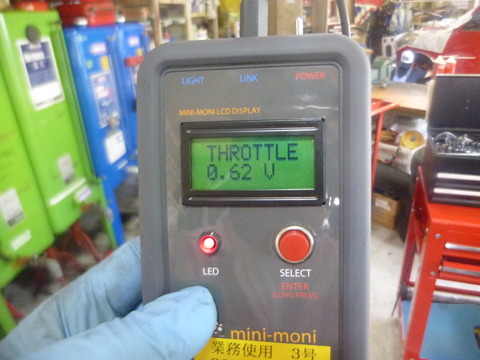 LIGHT LINK POWER
MINI-MONI LCD DISPLAY
THROTTLE
0.62 V
LED SELECT
ENTER
(LONG PRESS)
mini-moni
業務使用 3号